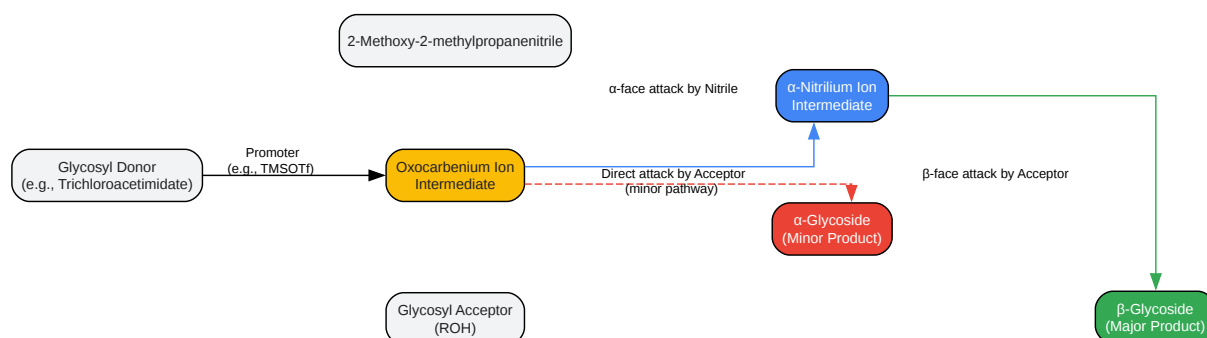 2-Methoxy-2-methylpropanenitrile
α-face attack by Nitrile
α-Nitrilium Ion
Intermediate
Glycosyl Donor
(e.g., Trichloroacetimidate)
Promoter
(e.g., TMSOTf)
Oxocarbenium Ion
Intermediate
Direct attack by Acceptor
(minor pathway)
β-face attack by Acceptor
α-Glycoside
(Minor Product)
Glycosyl Acceptor
(ROH)
β-Glycoside
(Major Product)